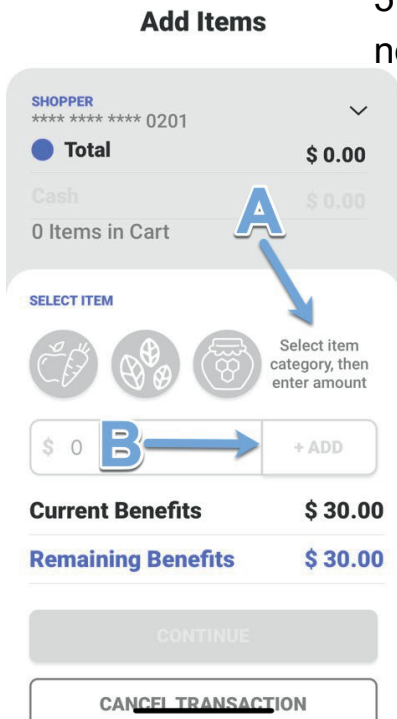 Add Items
SHOPPER
**** **** **** 0201
Total $ 0.00
Cash $ 0.00
A
0 Items in Cart
SELECT ITEM
Select item
category, then
enter amount
$ 0 B + ADD
Current Benefits $ 30.00
Remaining Benefits $ 30.00
CONTINUE
CANCEL TRANSACTION